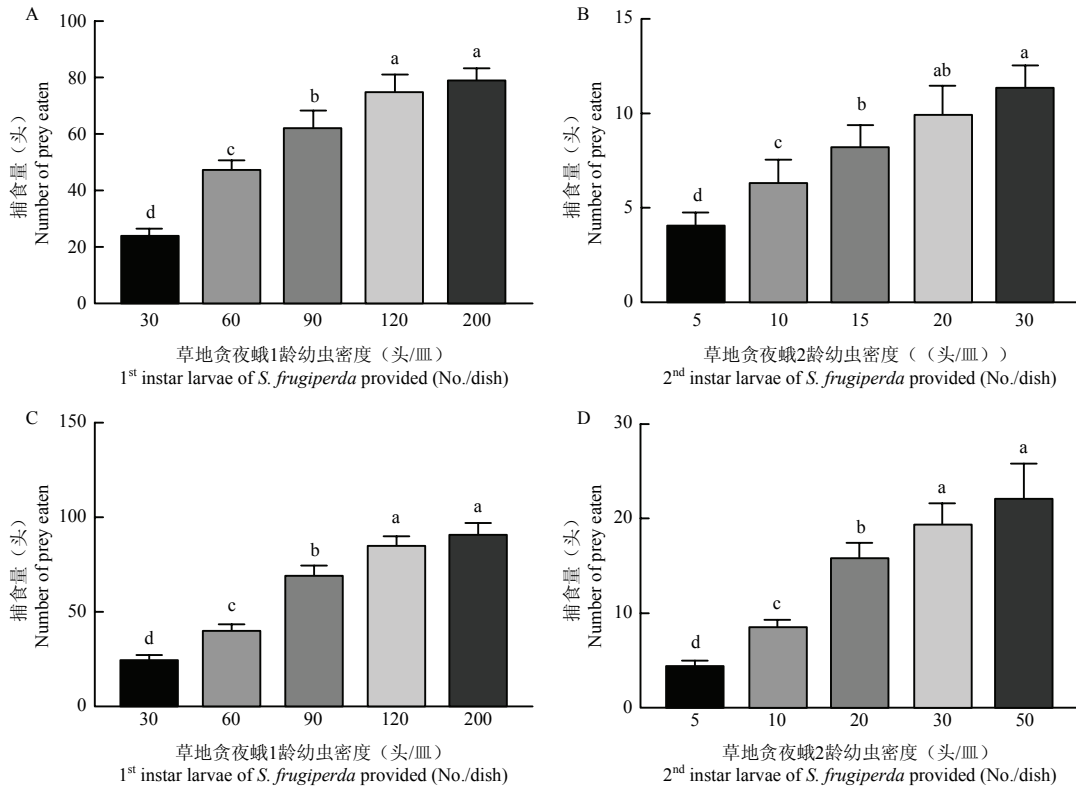 A
捕食量（头）
Number of prey eaten
100
80
60
40
20
0
d
c
b
a
a
30 60 90 120 200
草地贪夜蛾1龄幼虫密度（头/皿）
1st instar larvae of S. frugiperda provided (No./dish)
B
捕食量（头）
Number of prey eaten
15
10
5
0
d
c
b
ab
a
5 10 15 20 30
草地贪夜蛾2龄幼虫密度（（头/皿））
2nd instar larvae of S. frugiperda provided (No./dish)
C
捕食量（头）
Number of prey eaten
150
100
50
0
d
c
b
a
a
30 60 90 120 200
草地贪夜蛾1龄幼虫密度（头/皿）
1st instar larvae of S. frugiperda provided (No./dish)
D
捕食量（头）
Number of prey eaten
30
20
10
0
d
c
b
a
a
5 10 20 30 50
草地贪夜蛾2龄幼虫密度（头/皿）
2nd instar larvae of S. frugiperda provided (No./dish)